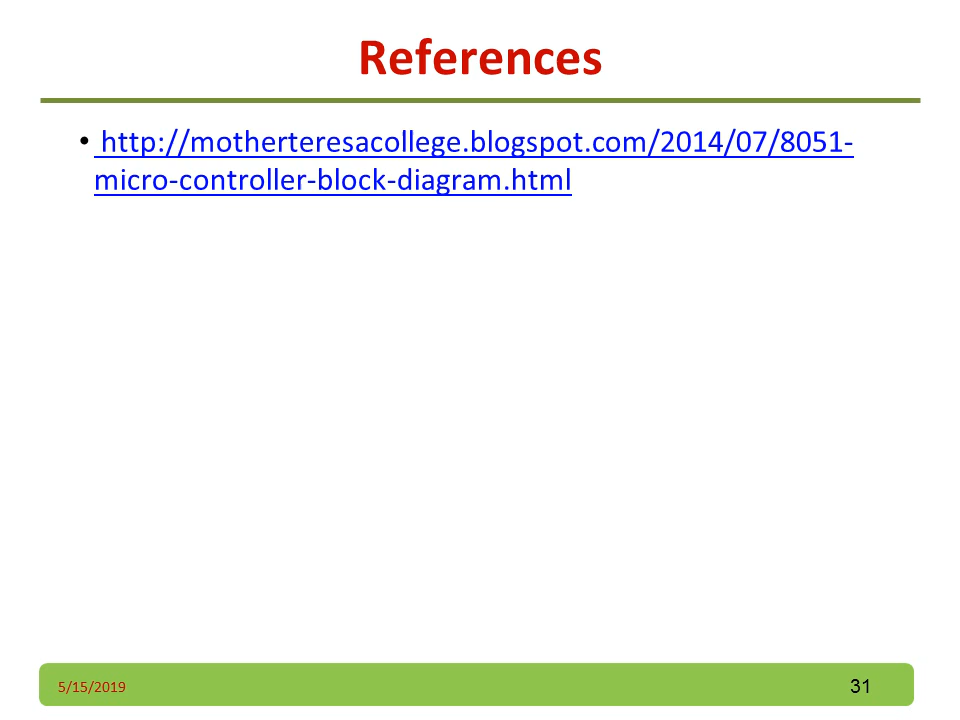 References
• http://motherteresacollege.blogspot.com/2014/07/8051-
micro-controller-block-diagram.html
5/15/2019
31